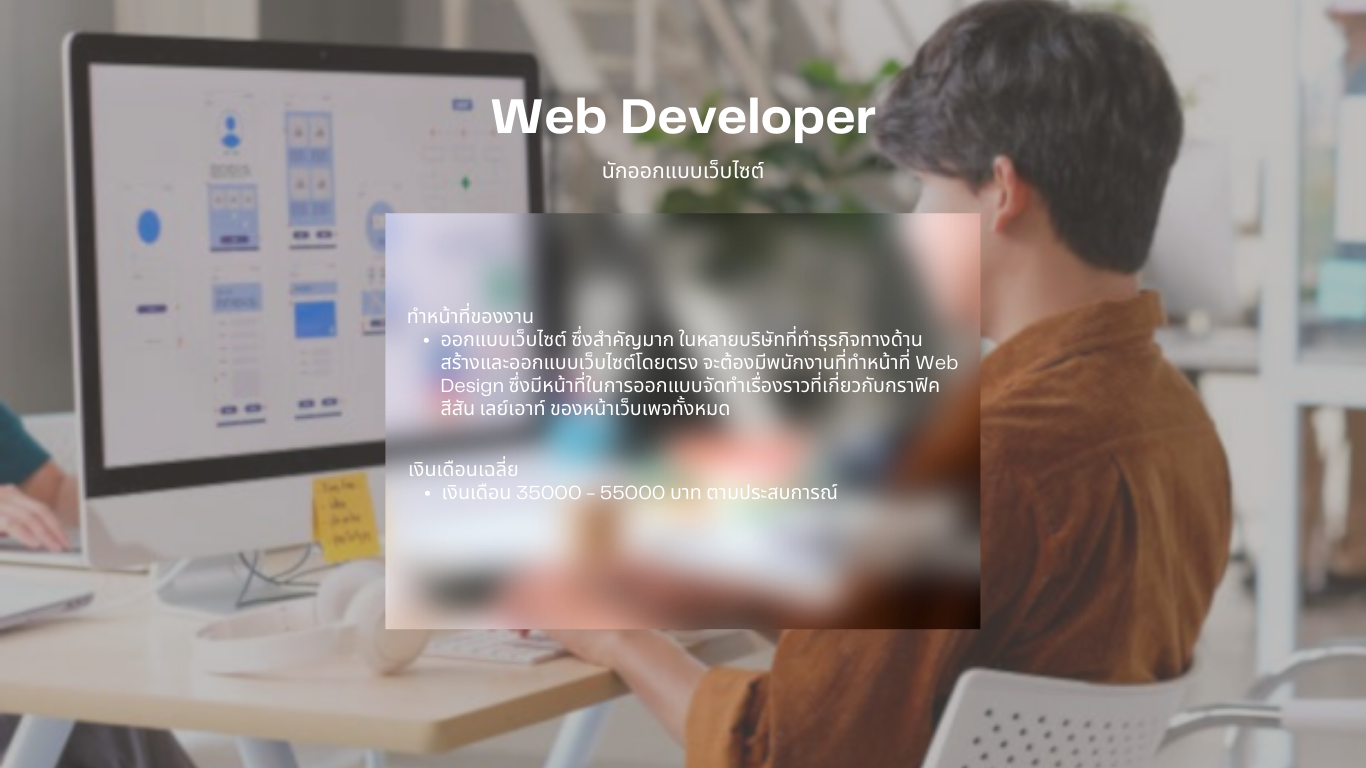 Web Developer
นักออกแบบเว็บไซต์
ทำหน้าที่ของงาน
• ออกแบบเว็บไซต์ ซึ่งสำคัญมาก ในหลายบริษัทที่ทำธุรกิจทางด้าน
สร้างและออกแบบเว็บไซต์โดยตรง จะต้องมีพนักงานที่ทำหน้าที่ Web
Design ซึ่งมีหน้าที่ในการออกแบบจัดทำเรื่องราวที่เกี่ยวกับกราฟิค
สีสัน เลย์เอาท์ ของหน้าเว็บเพจทั้งหมด
เงินเดือนเฉลี่ย
• เงินเดือน 35000 - 55000 บาท ตามประสบการณ์